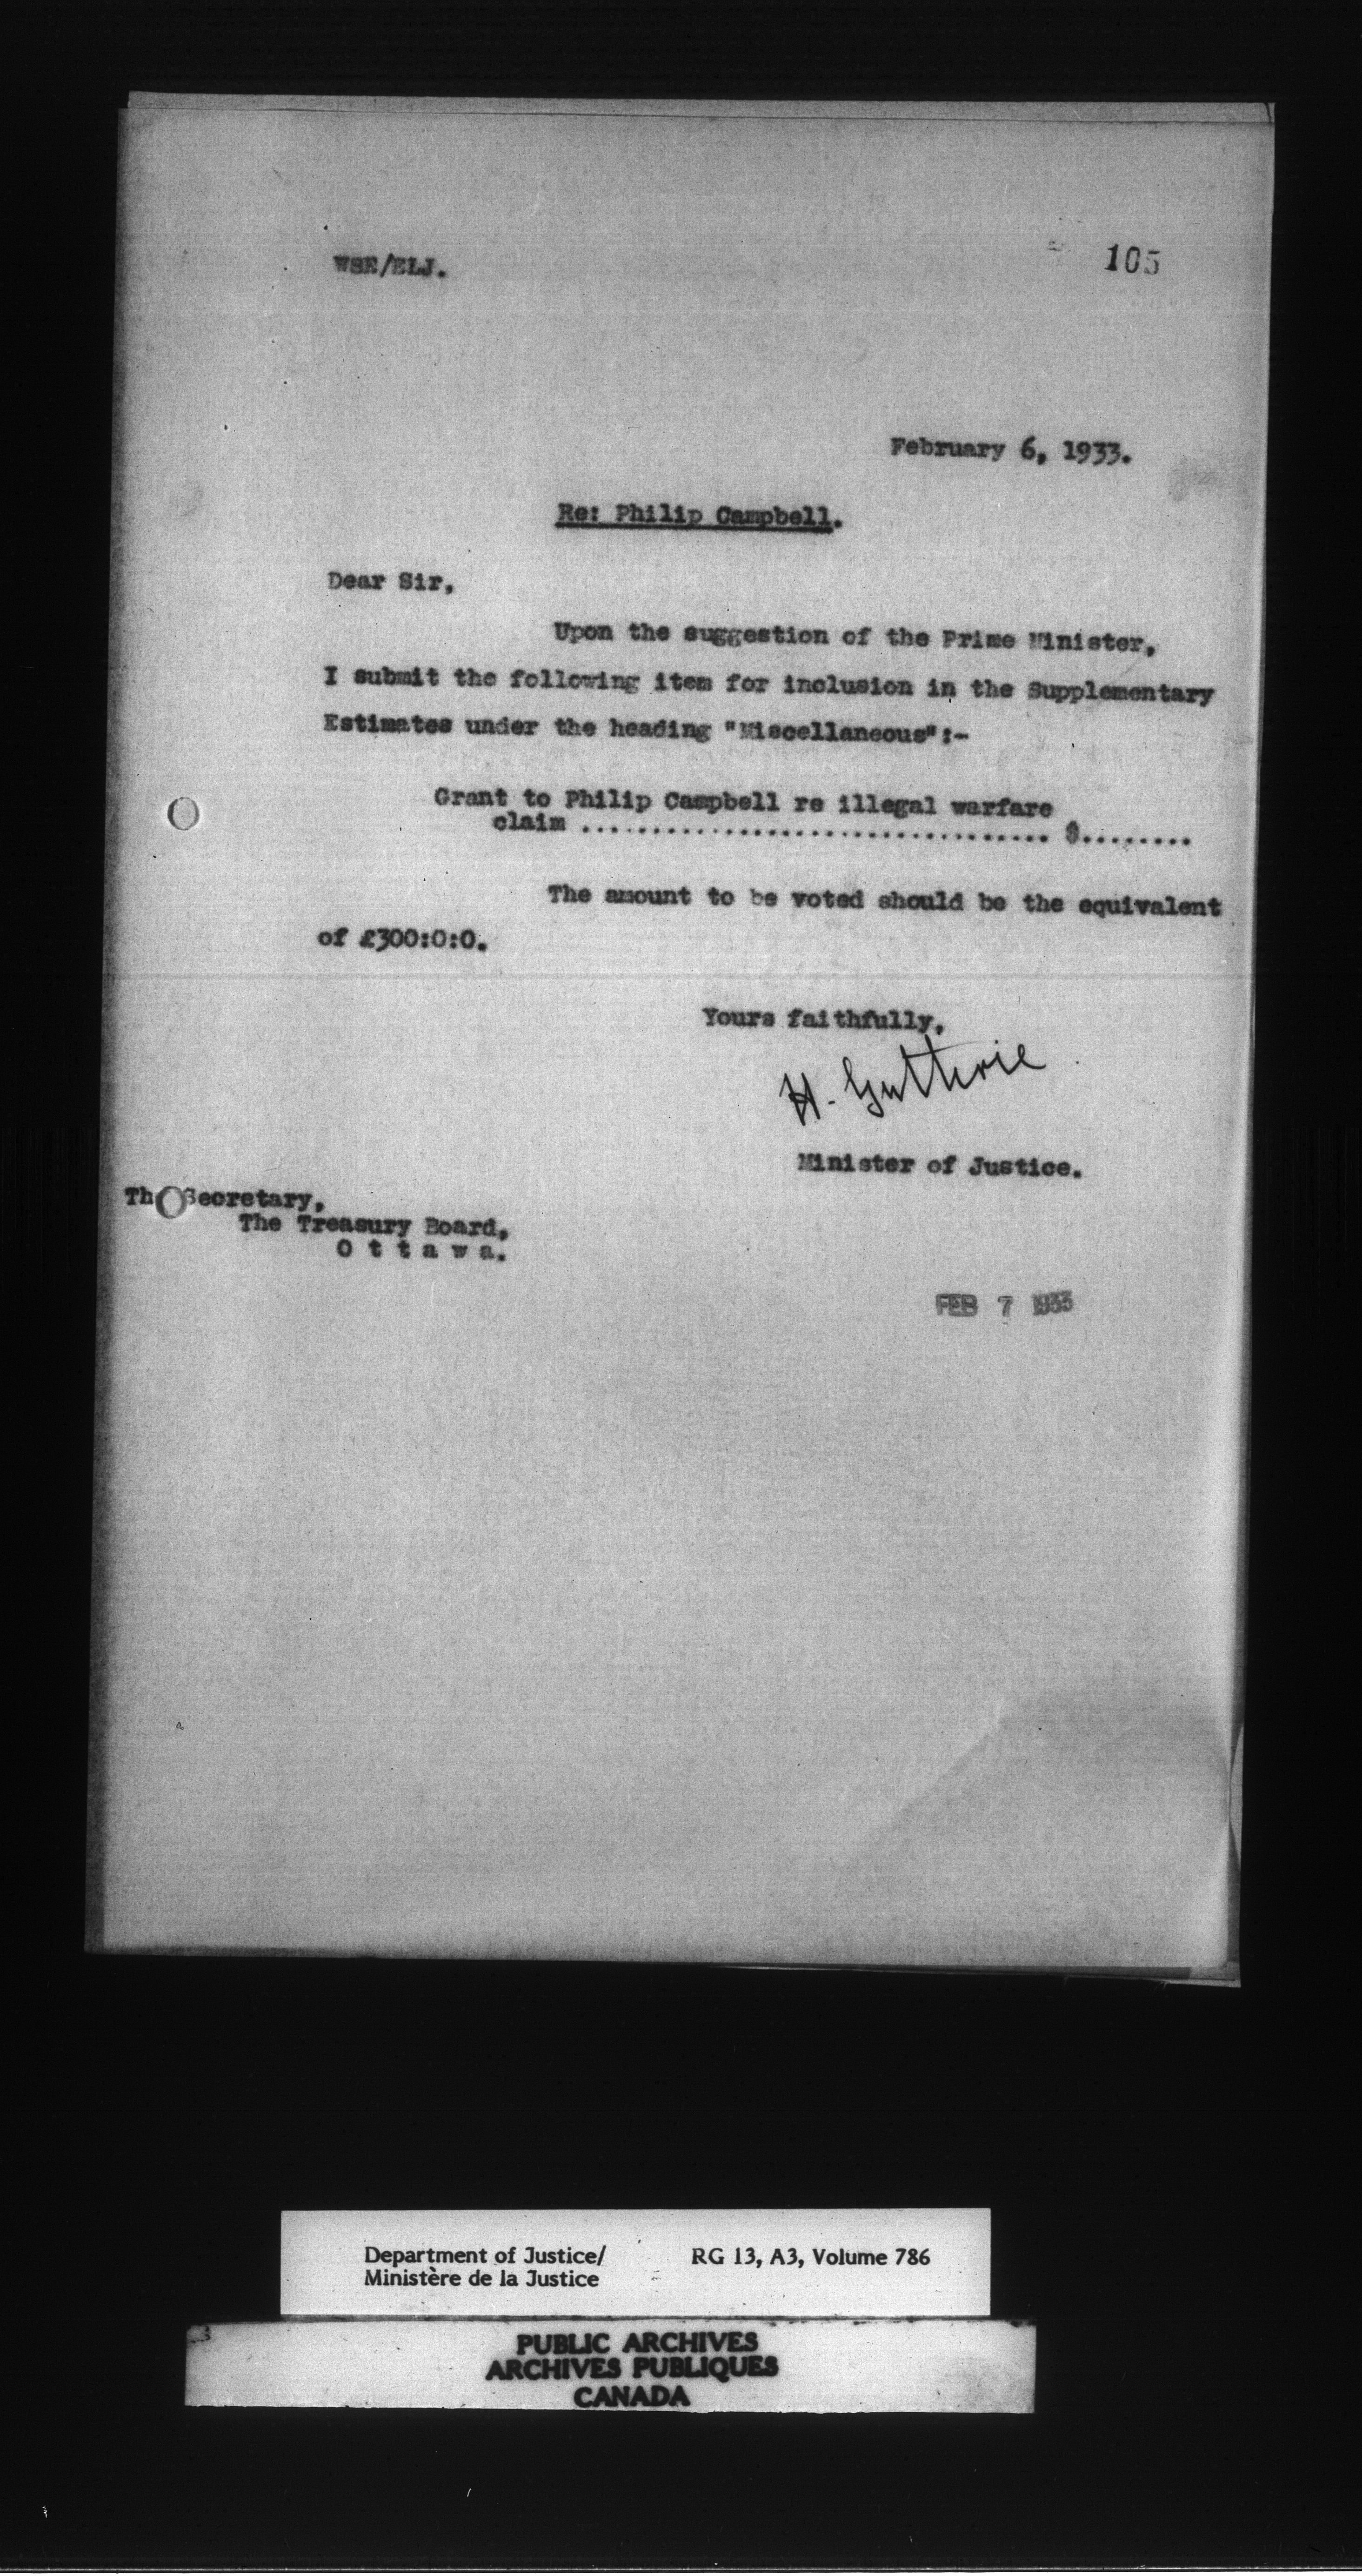 WSE/ELJ.
105
February 6, 1933.
Re: Philip Campbell.
Dear Sir,
Upon the suggestion of the Prime Minister,
I submit the following item for inclusion in the Supplementary
Estimates under the heading "Miscellaneous":-
Grant to Philip Campbell re illegal warfare
claim ................................. $........
The amount to be voted should be the equivalent
of £300:0:0.
Yours faithfully,
H. Guthrie
Minister of Justice.
The Secretary,
The Treasury Board,
O t t a w a.
FEB 7 1933
Department of Justice/
Ministère de la Justice
RG 13, A3, Volume 786
PUBLIC ARCHIVES
ARCHIVES PUBLIQUES
CANADA